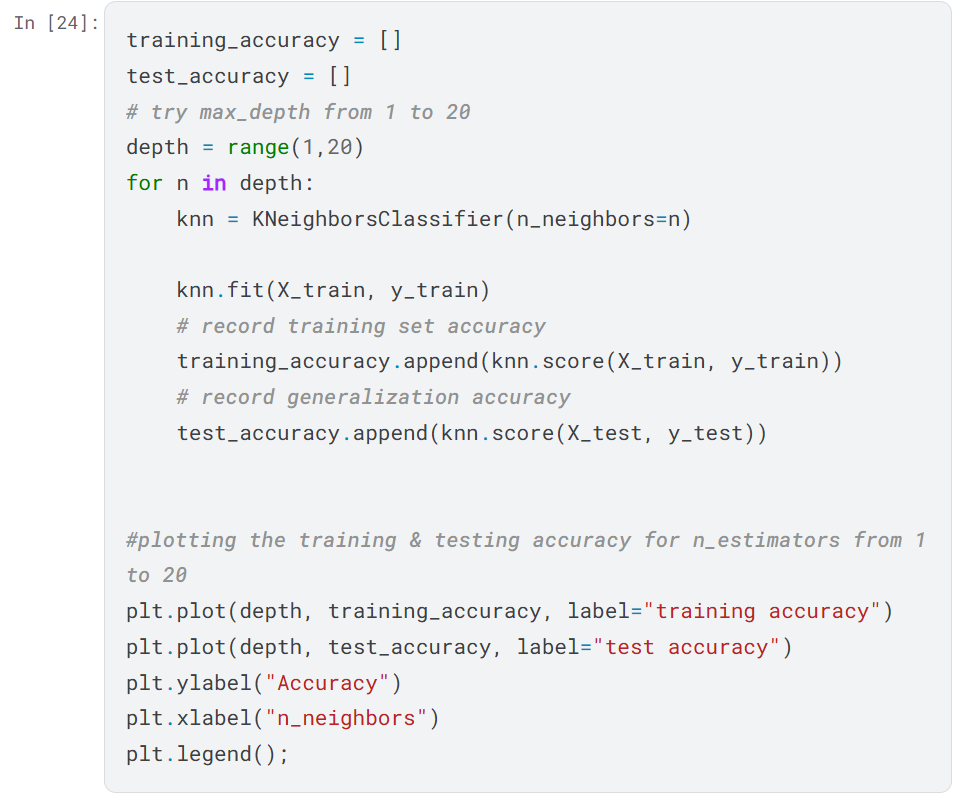 In [24]:
training_accuracy = []
test_accuracy = []
# try max_depth from 1 to 20
depth = range(1,20)
for n in depth:
    knn = KNeighborsClassifier(n_neighbors=n)
    knn.fit(X_train, y_train)
    # record training set accuracy
    training_accuracy.append(knn.score(X_train, y_train))
    # record generalization accuracy
    test_accuracy.append(knn.score(X_test, y_test))
#plotting the training & testing accuracy for n_estimators from 1
to 20
plt.plot(depth, training_accuracy, label="training accuracy")
plt.plot(depth, test_accuracy, label="test accuracy")
plt.ylabel("Accuracy")
plt.xlabel("n_neighbors")
plt.legend();